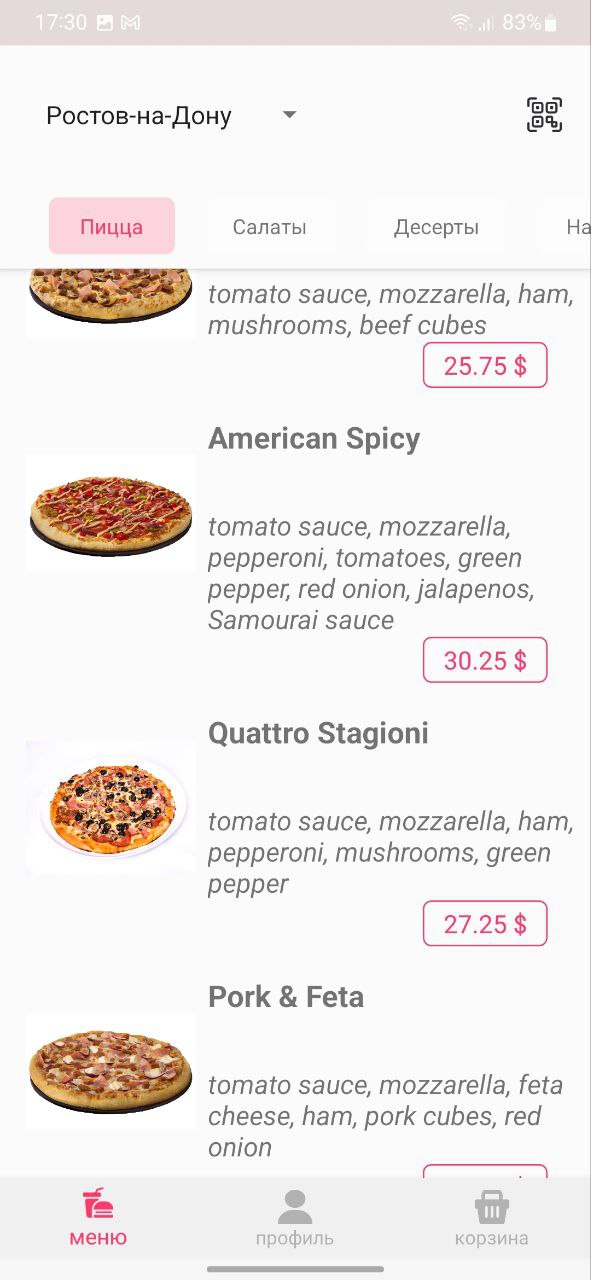 17:30
83%
Ростов-на-Дону
Пицца
Салаты
Десерты
На
tomato sauce, mozzarella, ham,
mushrooms, beef cubes
25.75 $
American Spicy
tomato sauce, mozzarella,
pepperoni, tomatoes, green
pepper, red onion, jalapenos,
Samourai sauce
30.25 $
Quattro Stagioni
tomato sauce, mozzarella, ham,
pepperoni, mushrooms, green
pepper
27.25 $
Pork & Feta
tomato sauce, mozzarella, feta
cheese, ham, pork cubes, red
onion
меню
профиль
корзина